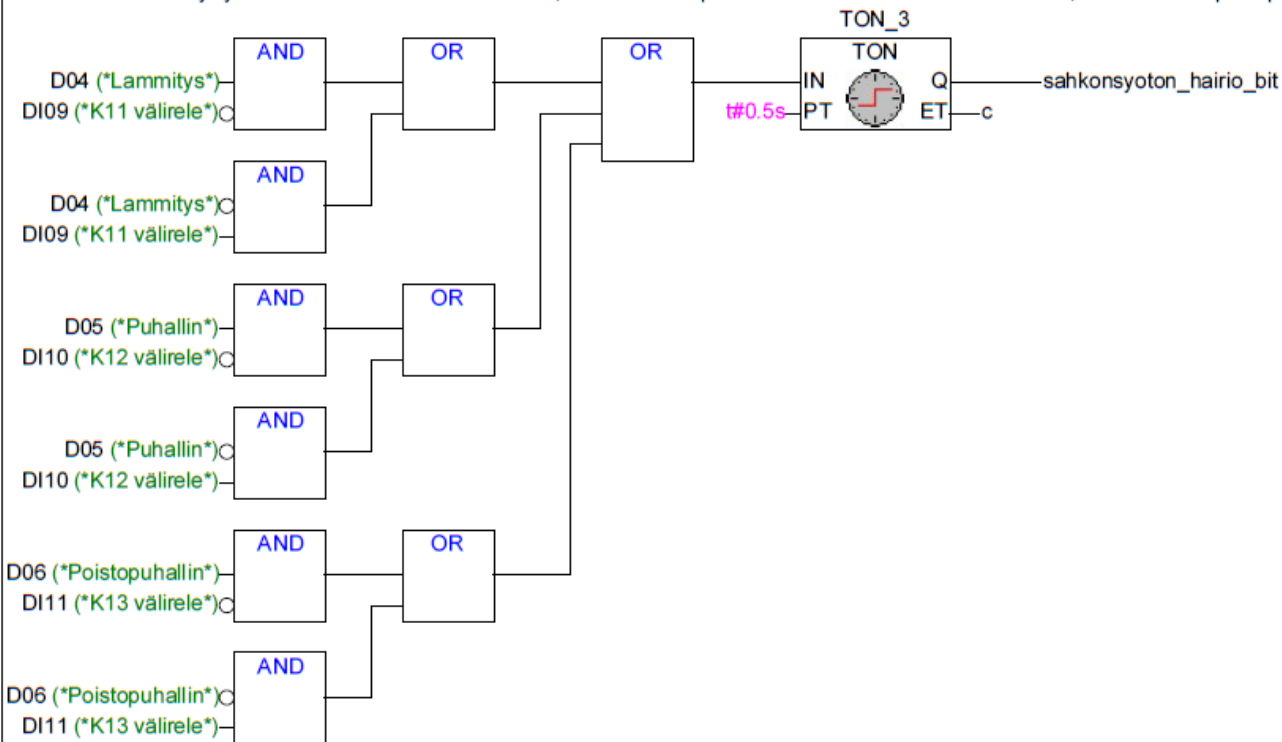 TON_3
AND
OR
OR
TON
D04 (*Lammitys*)
IN
Q
sahkonsyoton_hairio_bit
DI09 (*K11 välirele*)
t#0.5s
PT
ET
c
AND
D04 (*Lammitys*)
DI09 (*K11 välirele*)
AND
OR
D05 (*Puhallin*)
DI10 (*K12 välirele*)
AND
D05 (*Puhallin*)
DI10 (*K12 välirele*)
AND
OR
D06 (*Poistopuhallin*)
DI11 (*K13 välirele*)
AND
D06 (*Poistopuhallin*)
DI11 (*K13 välirele*)